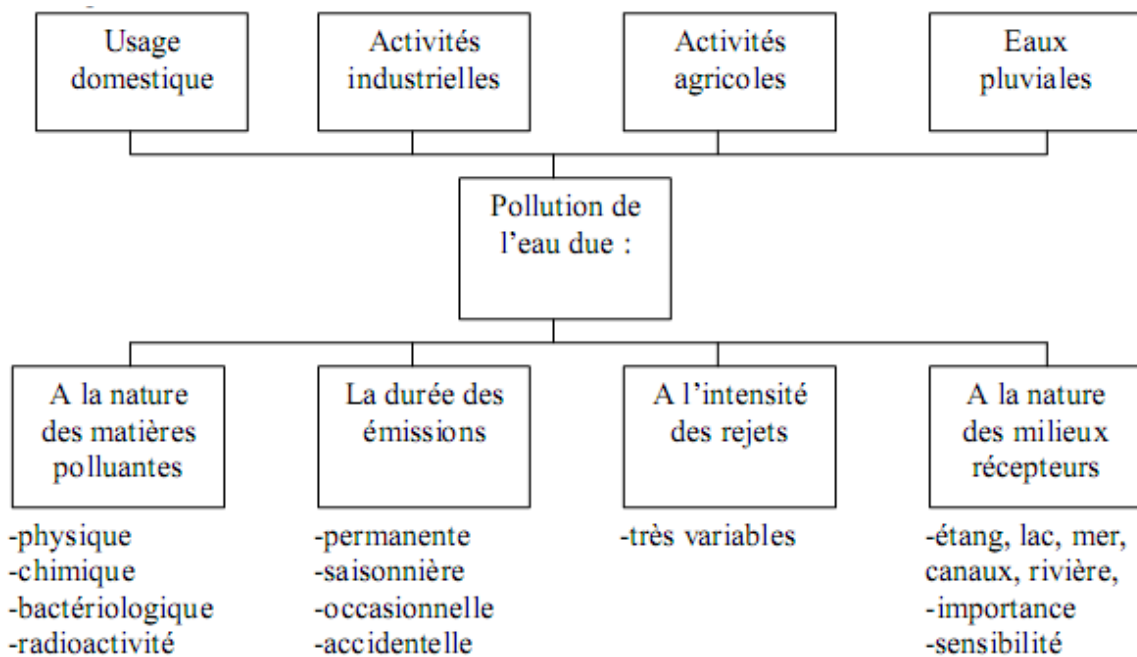 Usage
domestique
Activités
industrielles
Activités
agricoles
Eaux
pluviales
Pollution de
l’eau due :
A la nature
des matières
polluantes
La durée des
émissions
A l’intensité
des rejets
A la nature
des milieux
récepteurs
-physique
-chimique
-bactériologique
-radioactivité
-permanente
-saisonnière
-occasionnelle
-accidentelle
-très variables
-étang, lac, mer,
canaux, rivière,
-importance
-sensibilité